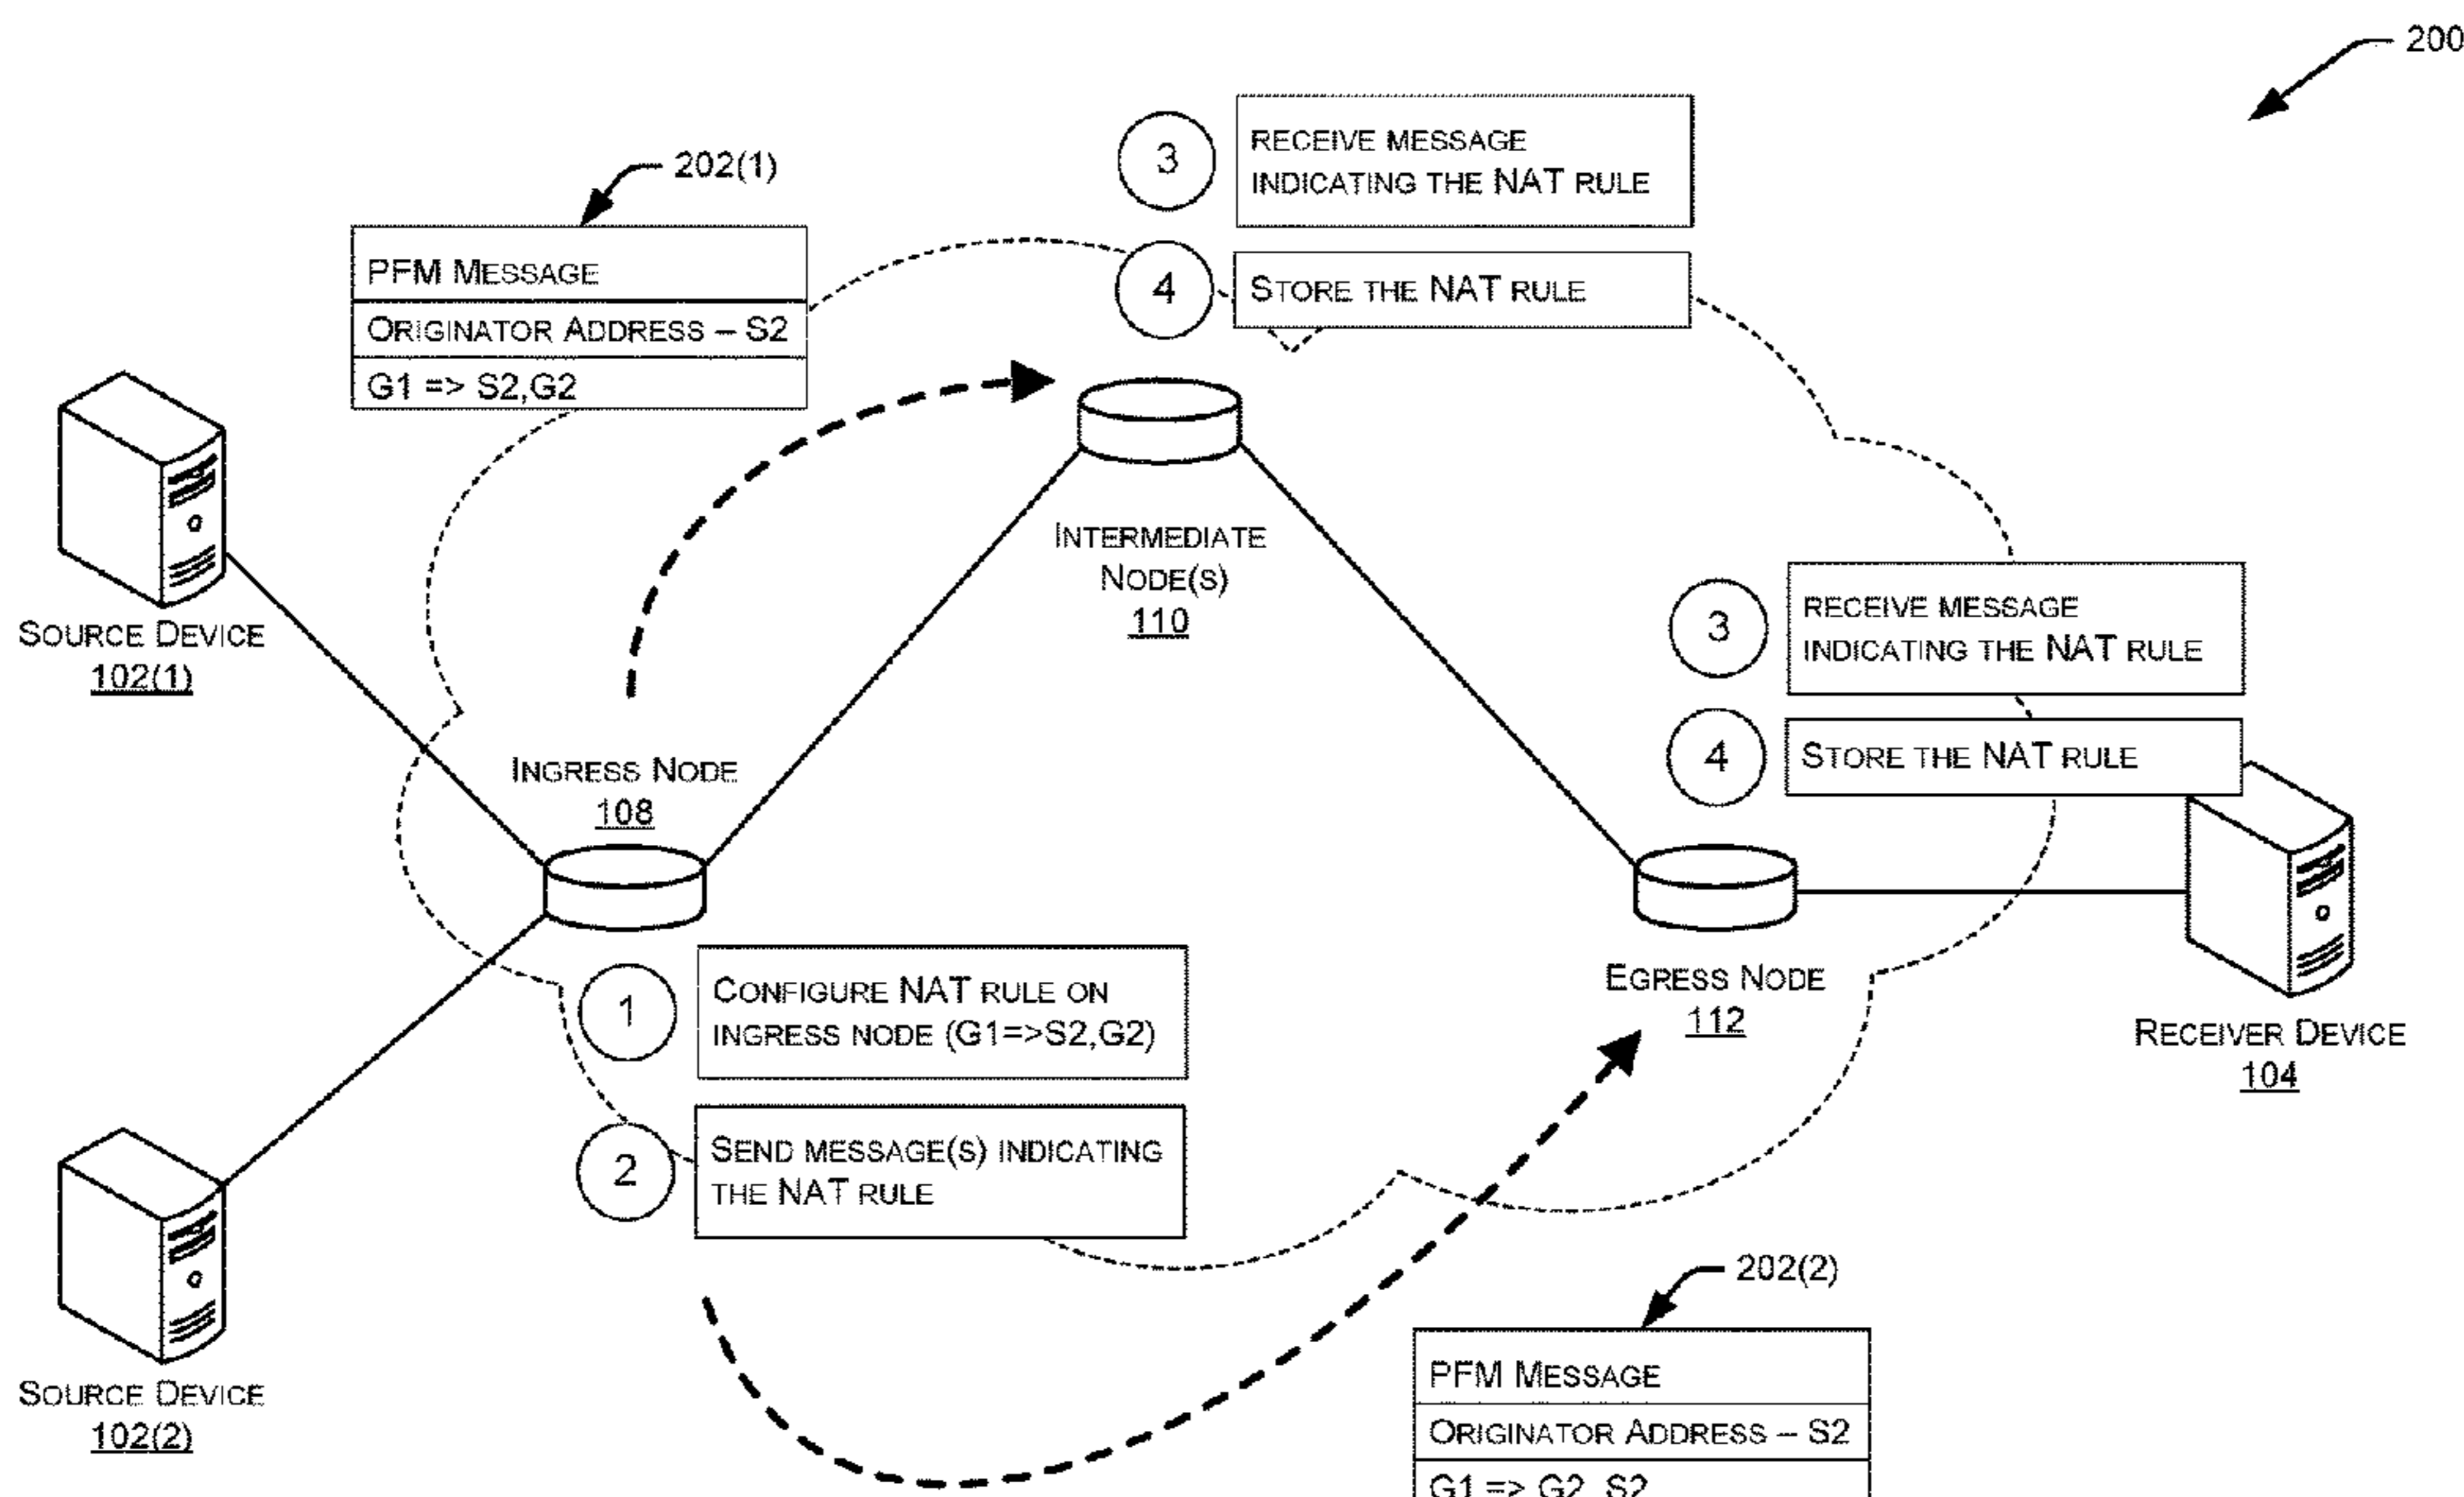 200
202(1)
PFM MESSAGE
ORIGINATOR ADDRESS – S2
G1 => S2,G2
3
RECEIVE MESSAGE
INDICATING THE NAT RULE
4
STORE THE NAT RULE
INTERMEDIATE
NODE(S)
110
SOURCE DEVICE
102(1)
3
RECEIVE MESSAGE
INDICATING THE NAT RULE
4
STORE THE NAT RULE
INGRESS NODE
108
1
CONFIGURE NAT RULE ON
INGRESS NODE (G1=>S2,G2)
2
SEND MESSAGE(S) INDICATING
THE NAT RULE
EGRESS NODE
112
RECEIVER DEVICE
104
SOURCE DEVICE
102(2)
202(2)
PFM MESSAGE
ORIGINATOR ADDRESS – S2
G1 => G2, S2